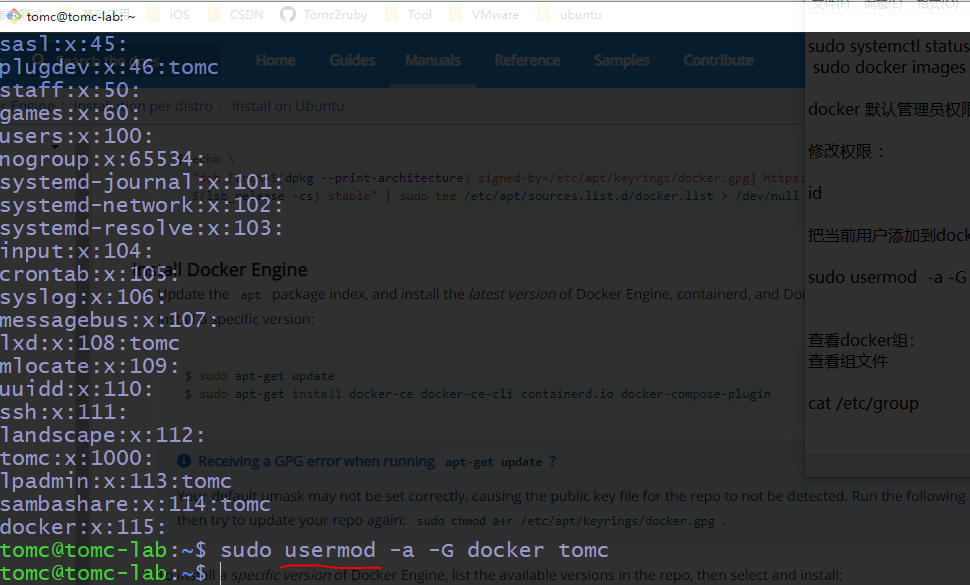 tomc@tomc-lab: ~
iOS
CSDN
Tomc2ruby
Tool
VMware
ubuntu
sasl:x:45:
plugdev:x:46:tomc
staff:x:50:
games:x:60:
users:x:100:
nogroup:x:65534:
systemd-journal:x:101:
systemd-network:x:102:
systemd-resolve:x:103:
input:x:104:
crontab:x:105:
syslog:x:106:
messagebus:x:107:
lxd:x:108:tomc
mlocate:x:109:
uuidd:x:110:
ssh:x:111:
landscape:x:112:
tomc:x:1000:
lpadmin:x:113:tomc
sambashare:x:114:tomc
docker:x:115:
tomc@tomc-lab:~$ sudo usermod -a -G docker tomc
tomc@tomc-lab:~$
Home
Guides
Manuals
Reference
Samples
Contribute
Installation per distro / Install on Ubuntu
dpkg --print-architecture) signed-by=/etc/apt/keyrings/docker.gpg] https:
-cs) stable" | sudo tee /etc/apt/sources.list.d/docker.list > /dev/null
Install Docker Engine
Update the apt package index, and install the latest version of Docker Engine, containerd, and Doc
specific version:
$ sudo apt-get update
$ sudo apt-get install docker-ce docker-ce-cli containerd.io docker-compose-plugin
Receiving a GPG error when running apt-get update ?
Your default umask may not be set correctly, causing the public key file for the repo to not be detected. Run the following
then try to update your repo again: sudo chmod a+r /etc/apt/keyrings/docker.gpg .
a specific version of Docker Engine, list the available versions in the repo, then select and install:
sudo systemctl status
sudo docker images
docker 默认管理员权限
修改权限 :
id
把当前用户添加到dock
sudo usermod -a -G
查看docker组:
查看组文件
cat /etc/group